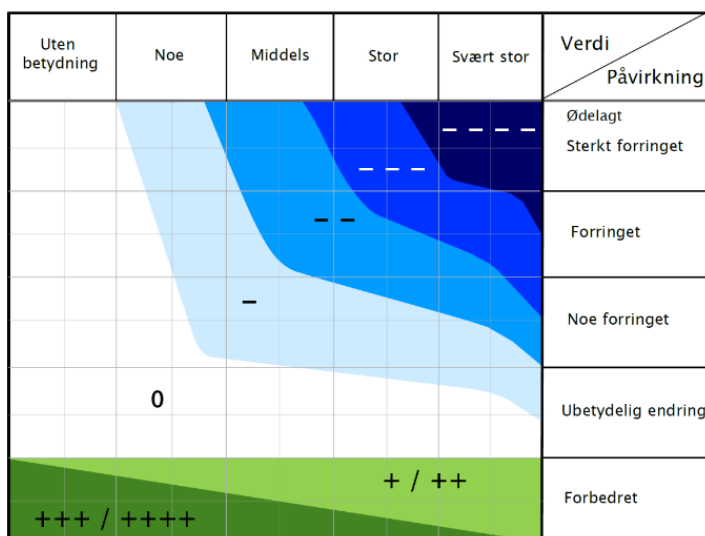 Uten
betydning
Noe
Middels
Stor
Svært stor
Verdi
Påvirkning
Ødelagt
Sterkt forringet
Forringet
Noe forringet
Ubetydelig endring
Forbedret
– – – –
– – –
– –
–
0
+ / ++
+++ / ++++